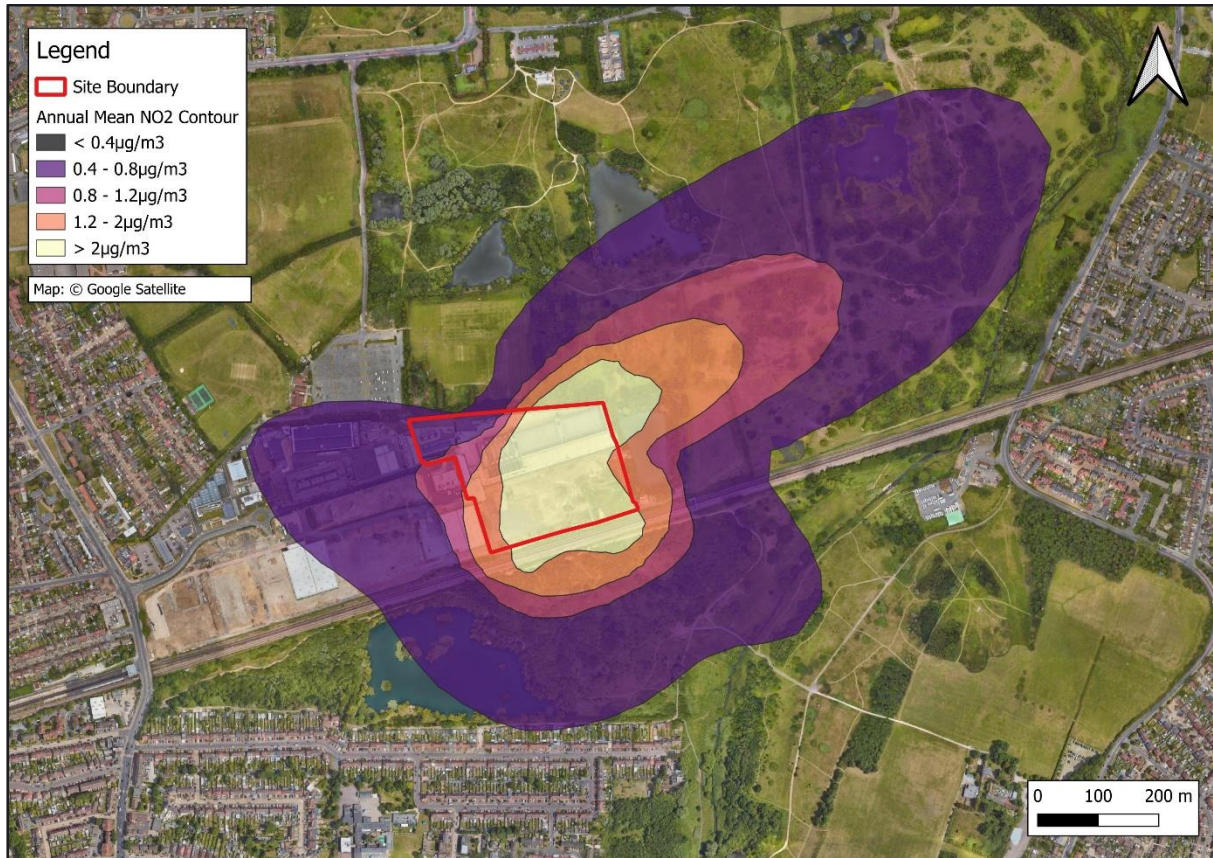 Legend
Site Boundary
Annual Mean NO2 Contour
< 0.4µg/m3
0.4 - 0.8µg/m3
0.8 - 1.2µg/m3
1.2 - 2µg/m3
> 2µg/m3
Map: © Google Satellite
0 100 200 m